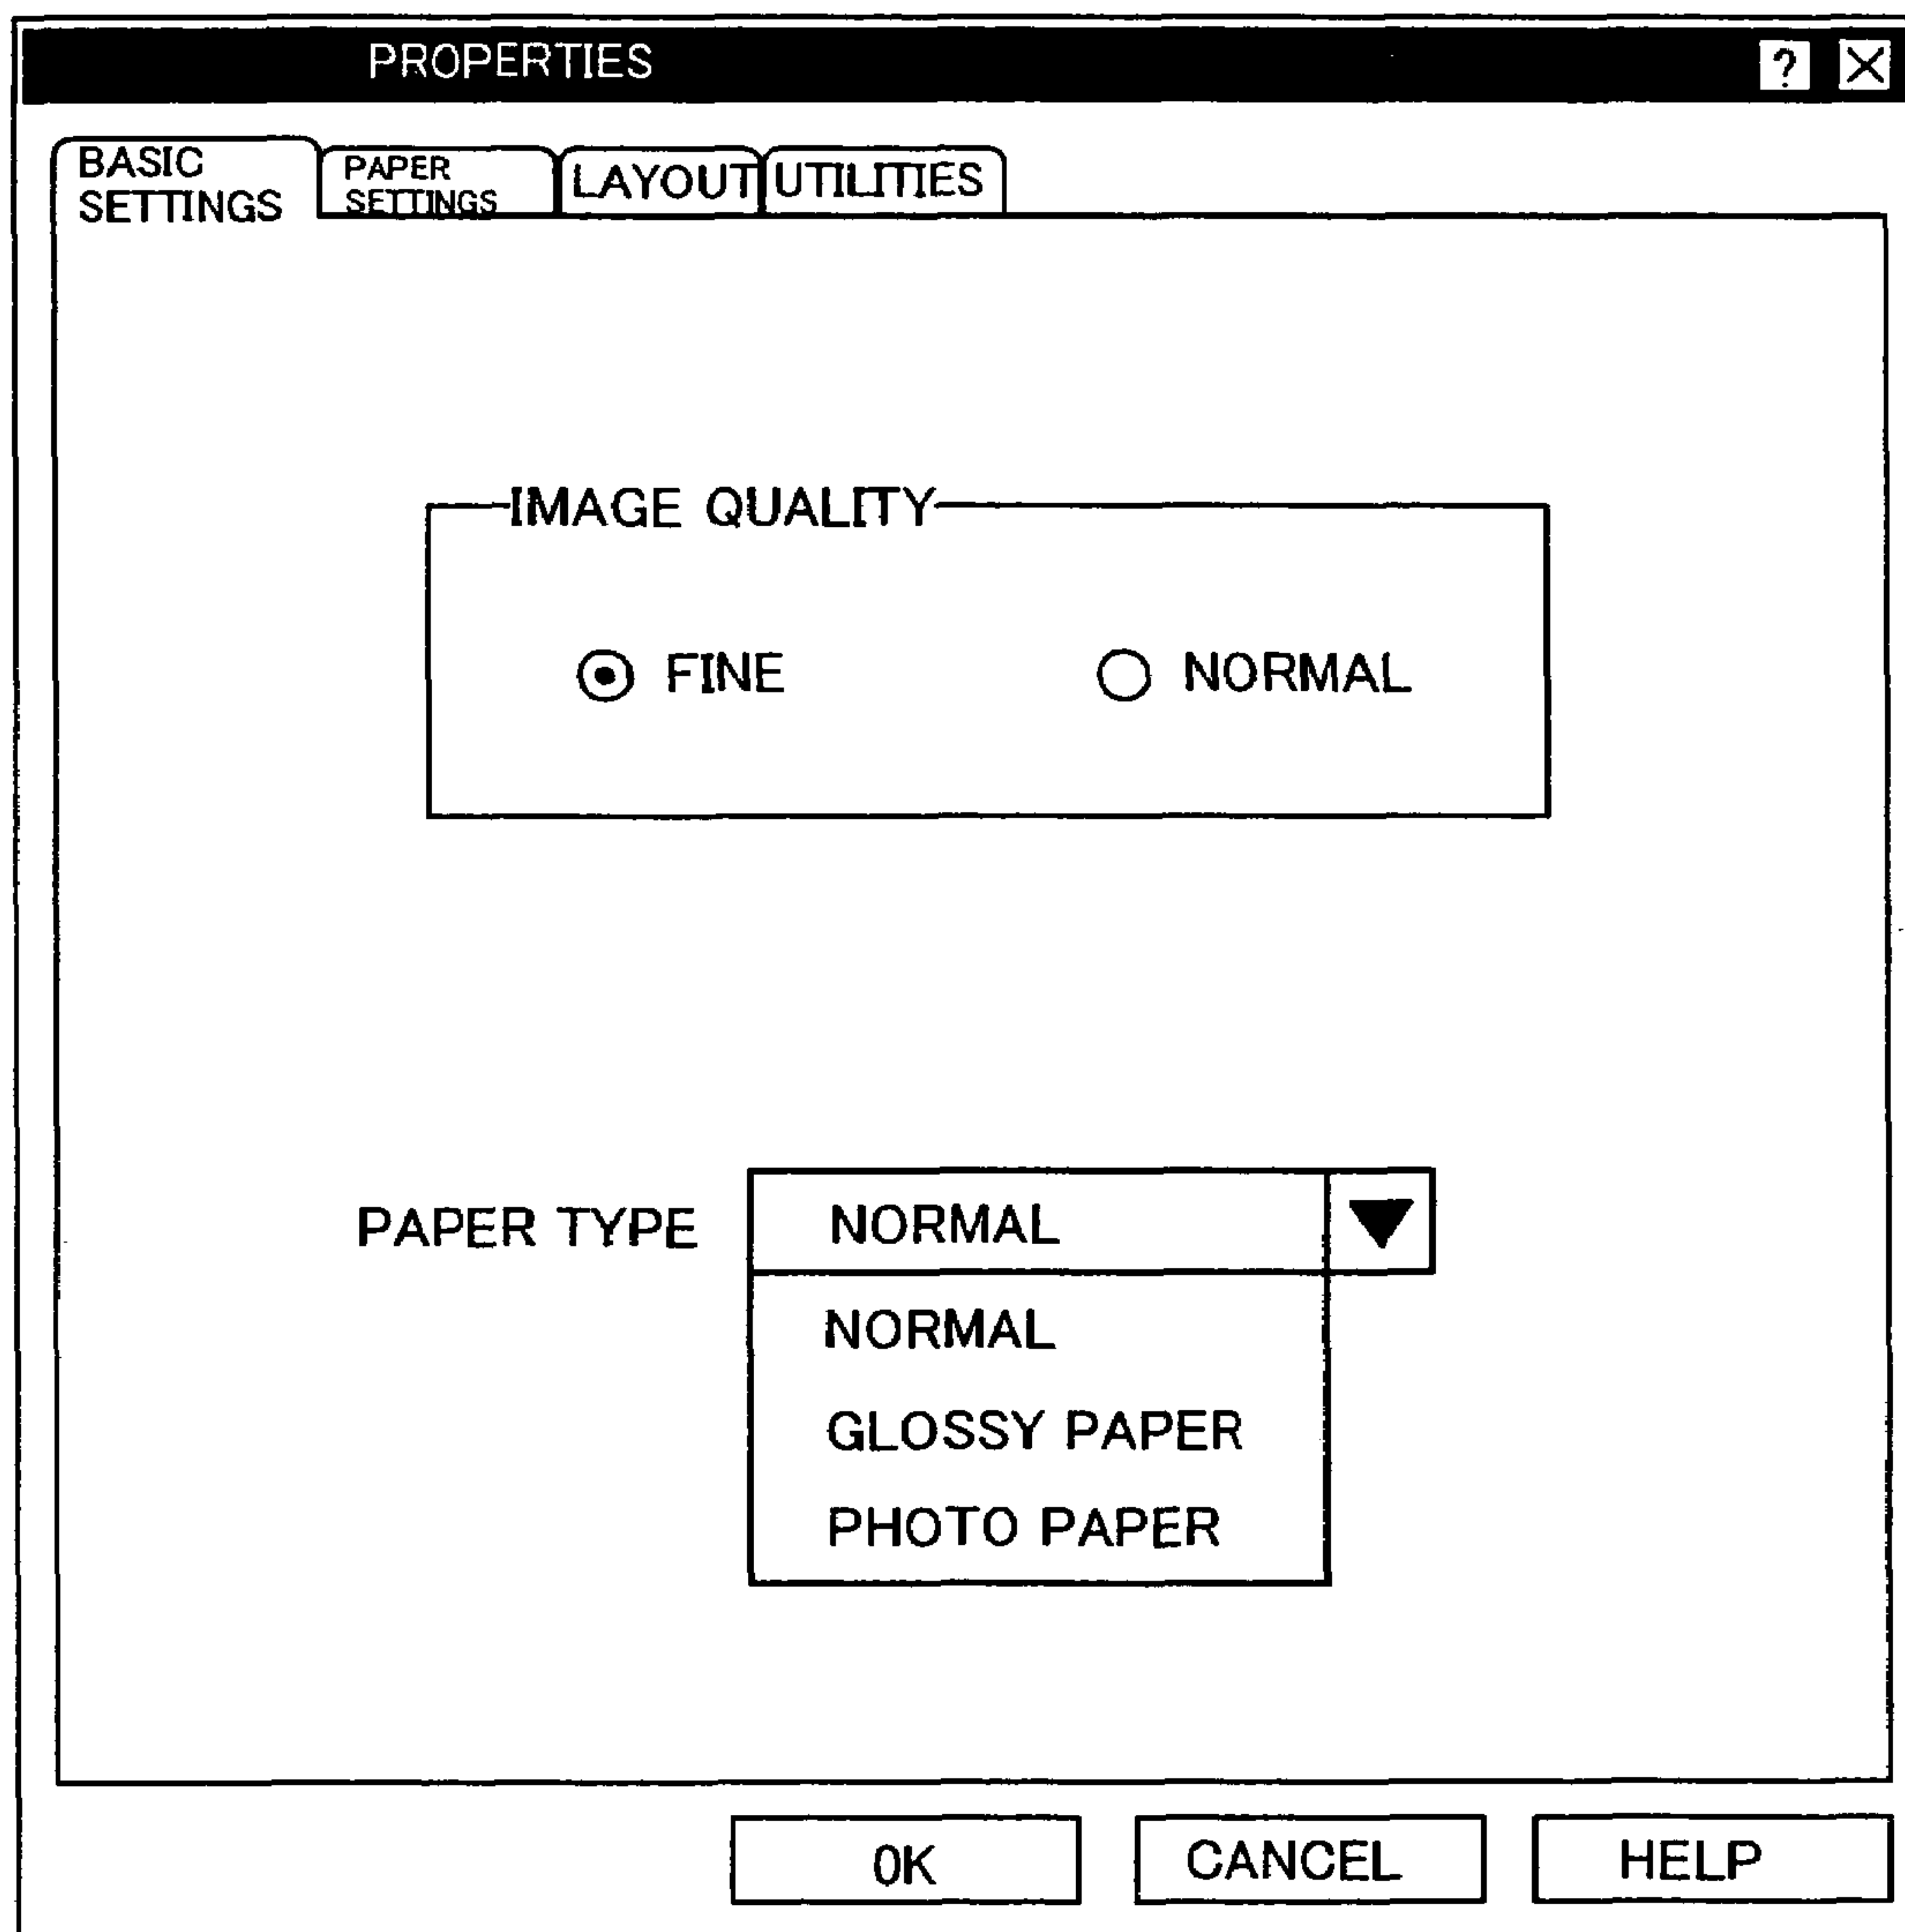 PROPERTIES ?
BASIC
SETTINGS
PAPER
SETTINGS
LAYOUT
UTILITIES
IMAGE QUALITY
FINE NORMAL
PAPER TYPE NORMAL
NORMAL
GLOSSY PAPER
PHOTO PAPER
OK CANCEL HELP